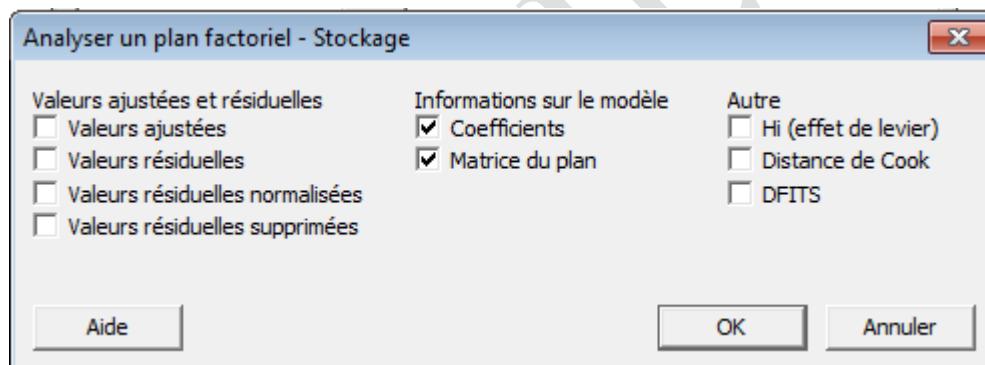 Analyser un plan factoriel - Stockage
Valeurs ajustées et résiduelles
Valeurs ajustées
Valeurs résiduelles
Valeurs résiduelles normalisées
Valeurs résiduelles supprimées
Informations sur le modèle
Coefficients
Matrice du plan
Autre
Hi (effet de levier)
Distance de Cook
DFITS
Aide
OK
Annuler